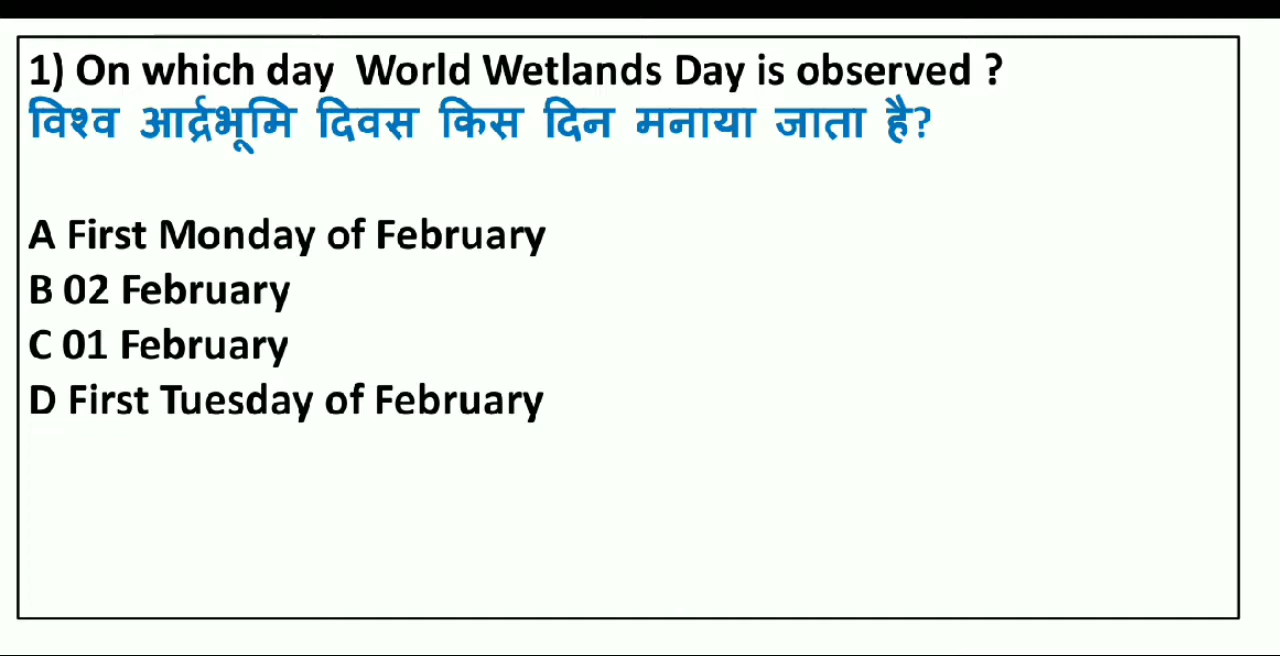 1) On which day World Wetlands Day is observed ?
विश्व आर्द्रभूमि दिवस किस दिन मनाया जाता है?
A First Monday of February
B 02 February
C 01 February
D First Tuesday of February